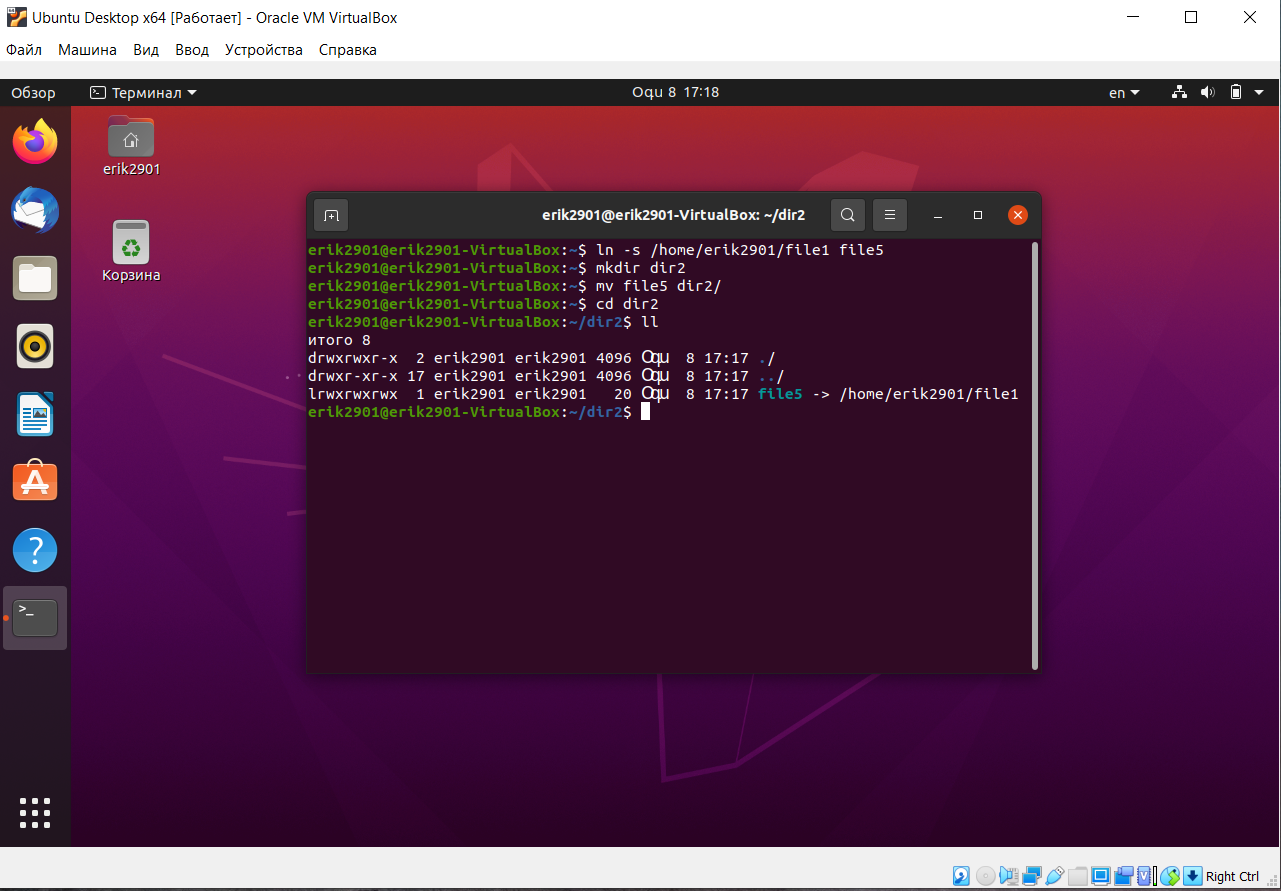 Ubuntu Desktop x64 [Работает] - Oracle VM VirtualBox
Файл Машина Вид Ввод Устройства Справка
Обзор Терминал Oqu 8 17:18 en
erik2901
Корзина
erik2901@erik2901-VirtualBox: ~/dir2
erik2901@erik2901-VirtualBox:~$ ln -s /home/erik2901/file1 file5
erik2901@erik2901-VirtualBox:~$ mkdir dir2
erik2901@erik2901-VirtualBox:~$ mv file5 dir2/
erik2901@erik2901-VirtualBox:~$ cd dir2
erik2901@erik2901-VirtualBox:~/dir2$ ll
итого 8
drwxrwxr-x  2 erik2901 erik2901 4096 Oqu  8 17:17 ./
drwxr-xr-x 17 erik2901 erik2901 4096 Oqu  8 17:17 ../
lrwxrwxrwx  1 erik2901 erik2901   20 Oqu  8 17:17 file5 -> /home/erik2901/file1
erik2901@erik2901-VirtualBox:~/dir2$
Right Ctrl